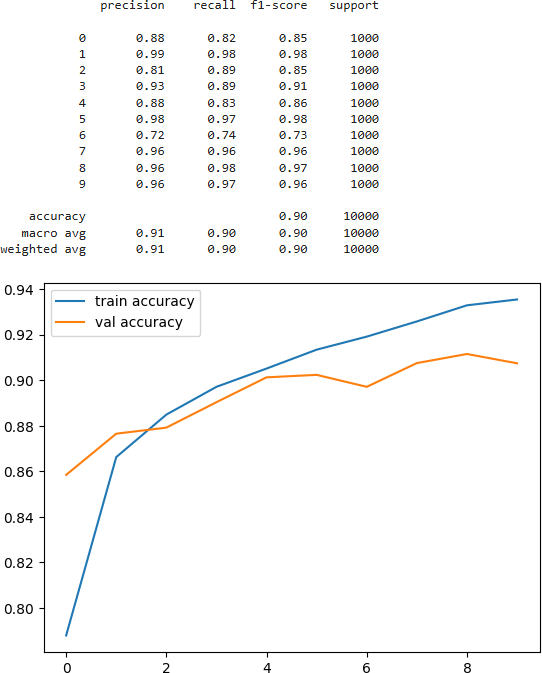 precision recall f1-score support
0 0.88 0.82 0.85 1000
1 0.99 0.98 0.98 1000
2 0.81 0.89 0.85 1000
3 0.93 0.89 0.91 1000
4 0.88 0.83 0.86 1000
5 0.98 0.97 0.98 1000
6 0.72 0.74 0.73 1000
7 0.96 0.96 0.96 1000
8 0.96 0.98 0.97 1000
9 0.96 0.97 0.96 1000
accuracy 0.90 10000
macro avg 0.91 0.90 0.90 10000
weighted avg 0.91 0.90 0.90 10000
0.94
train accuracy
val accuracy
0.92
0.90
0.88
0.86
0.84
0.82
0.80
0 2 4 6 8